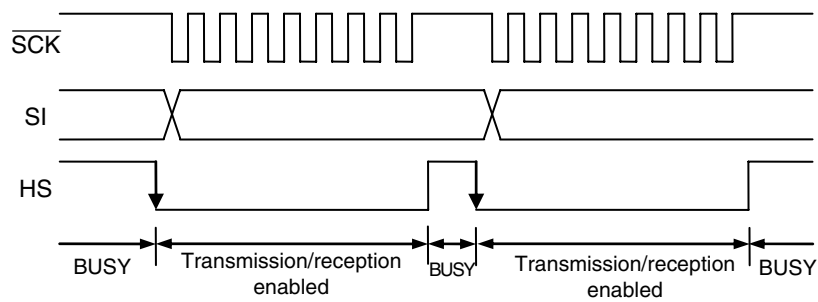 SCK
SI
HS
BUSY
Transmission/reception
enabled
BUSY
Transmission/reception
enabled
BUSY